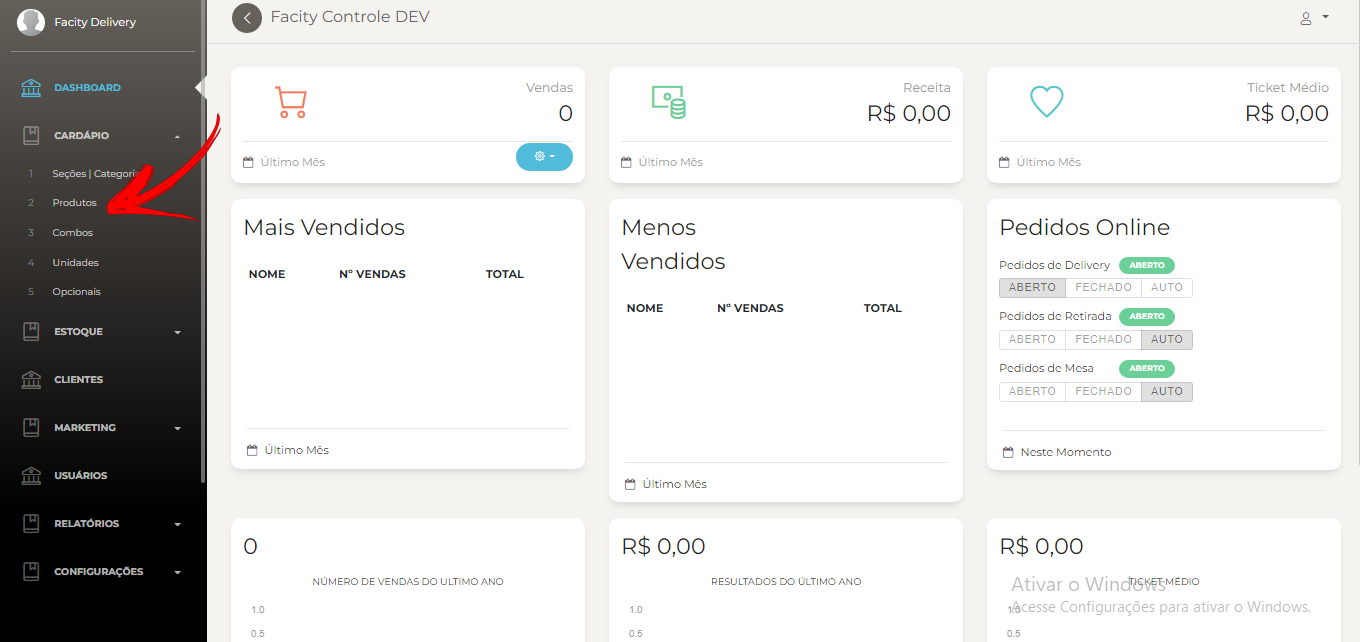 Facity Delivery
DASHBOARD
CARDÁPIO
1 Seções | Categorias
2 Produtos
3 Combos
4 Unidades
5 Opcionais
ESTOQUE
CLIENTES
MARKETING
USUÁRIOS
RELATÓRIOS
CONFIGURAÇÕES
Facity Controle DEV
Vendas
0
Último Mês
Receita
R$ 0,00
Último Mês
Ticket Médio
R$ 0,00
Último Mês
Mais Vendidos
NOME Nº VENDAS TOTAL
Último Mês
Menos
Vendidos
NOME Nº VENDAS TOTAL
Último Mês
Pedidos Online
Pedidos de Delivery ABERTO
ABERTO FECHADO AUTO
Pedidos de Retirada ABERTO
ABERTO FECHADO AUTO
Pedidos de Mesa ABERTO
ABERTO FECHADO AUTO
Neste Momento
0
NÚMERO DE VENDAS DO ULTIMO ANO
1.0
0.5
R$ 0,00
RESULTADOS DO ÚLTIMO ANO
1.0
0.5
R$ 0,00
TICKET MÉDIO
1.0
0.5
Ativar o Windows
Acesse Configurações para ativar o Windows.